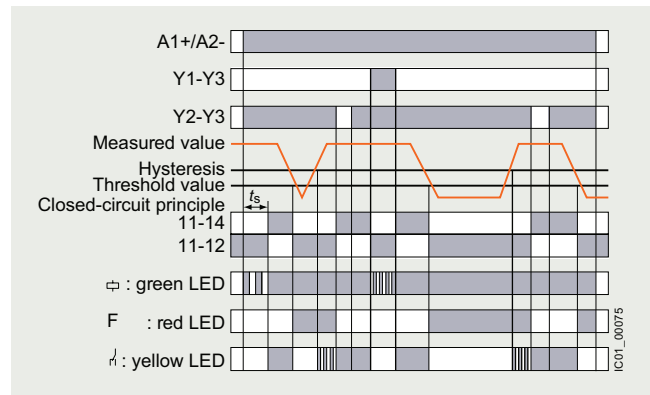 A1+/A2-
Y1-Y3
Y2-Y3
Measured value
Hysteresis
Threshold value
Closed-circuit principle
ts
11-14
11-12
: green LED
F : red LED
: yellow LED
IC01_00075